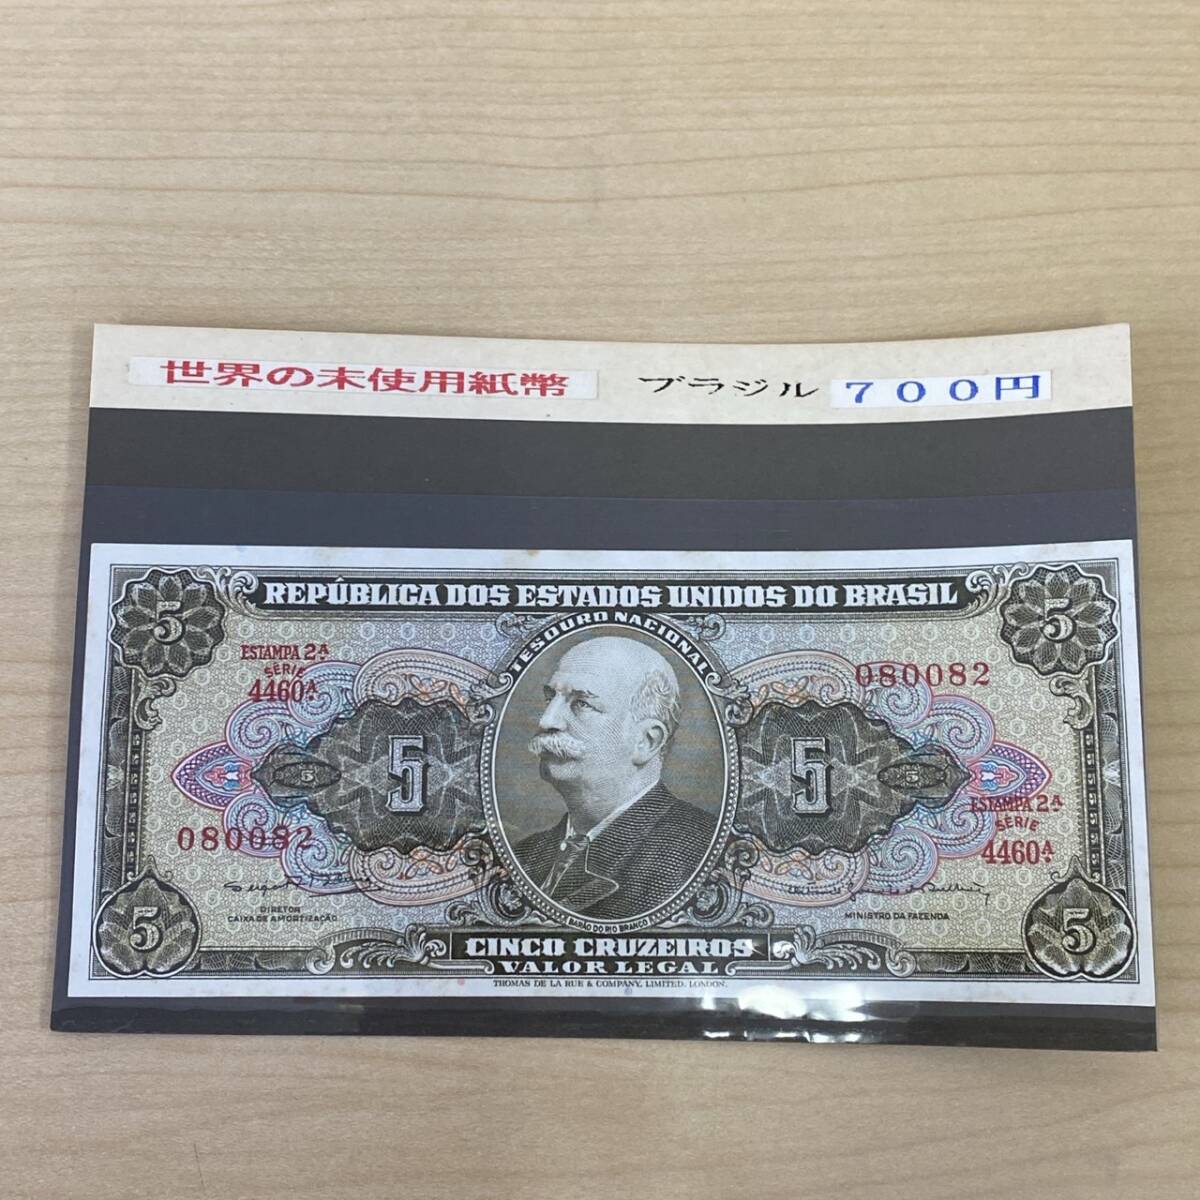 世界の未使用紙幣 ブラジル 700円
5 REPÚBLICA DOS ESTADOS UNIDOS DO BRASIL 5
TESOURO NACIONAL
ESTAMPA 2ª
SÉRIE
4460ª
080082
5 5 5 5
080082
ESTAMPA 2ª
SÉRIE
4460ª
DIRETOR
CAIXA DE AMORTIZAÇÃO
MINISTRO DA FAZENDA
BARÃO DO RIO BRANCO
5 CINCO CRUZEIROS 5
VALOR LEGAL
THOMAS DE LA RUE & COMPANY, LIMITED, LONDON.